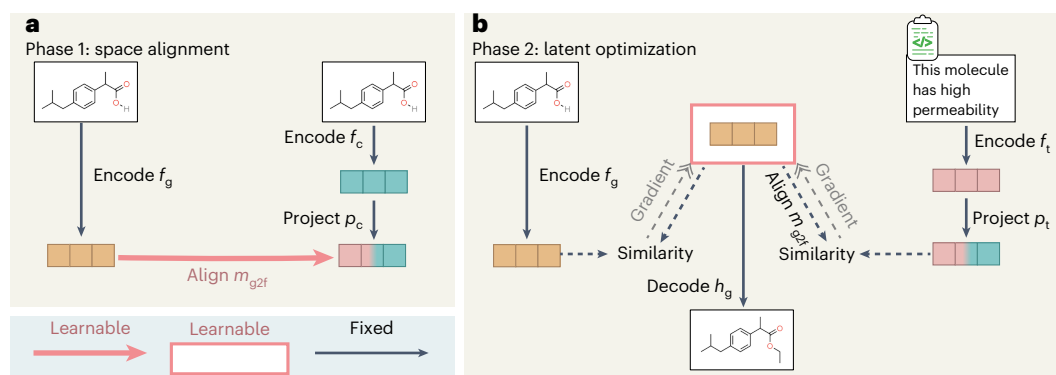 a
Phase 1: space alignment
O
O
H
O
O
H
Encode f_c
Encode f_g
Project p_c
Align m_g2f
Learnable
Learnable
Fixed
b
Phase 2: latent optimization
O
O
H
</>
This molecule
has high
permeability
Encode f_t
Encode f_g
Gradient
Align m_g2f
Gradient
Project p_t
Similarity
Similarity
Decode h_g
O
O